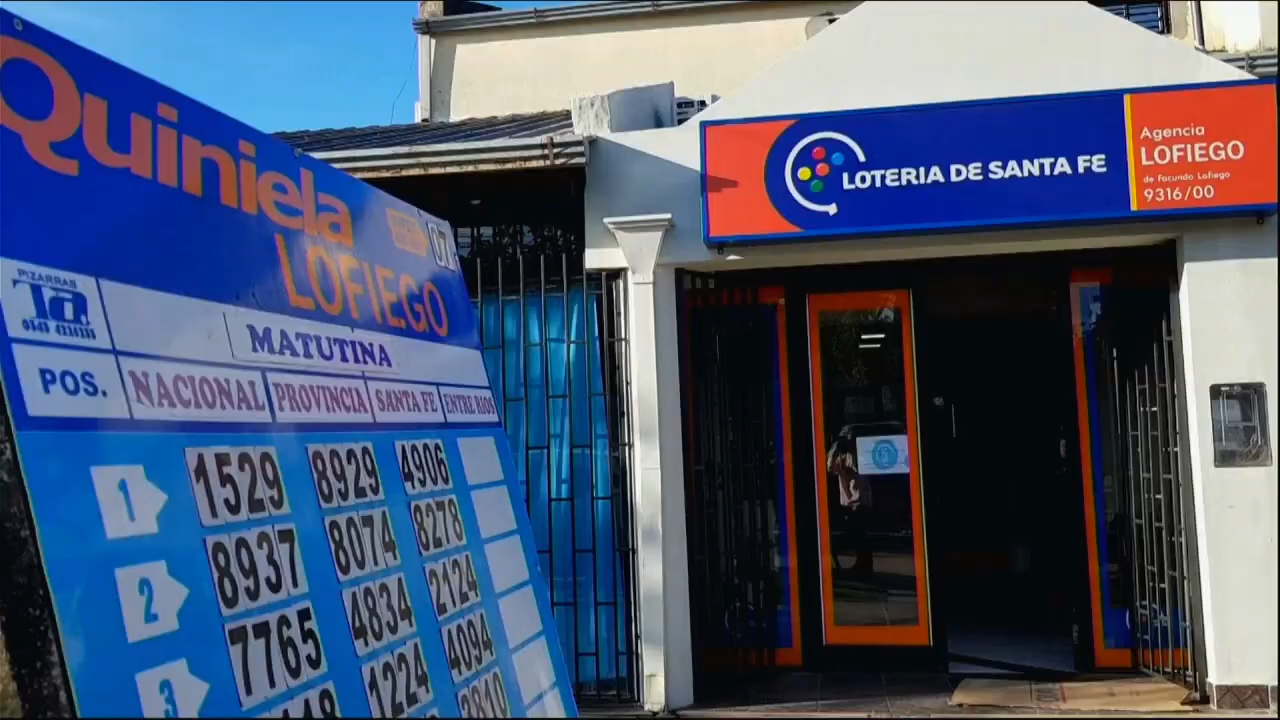 Quiniela
LOFIEGO
07
PIZARRAS
MATUTINA
POS. NACIONAL PROVINCIA SANTA FE ENTRE RIOS
1 1529 8929 4906
2 8937 8074 8278
3 7765 4834 2124
1224 4094
3810
LOTERIA DE SANTA FE
Agencia
LOFIEGO
de Facundo Lofiego
9316/00